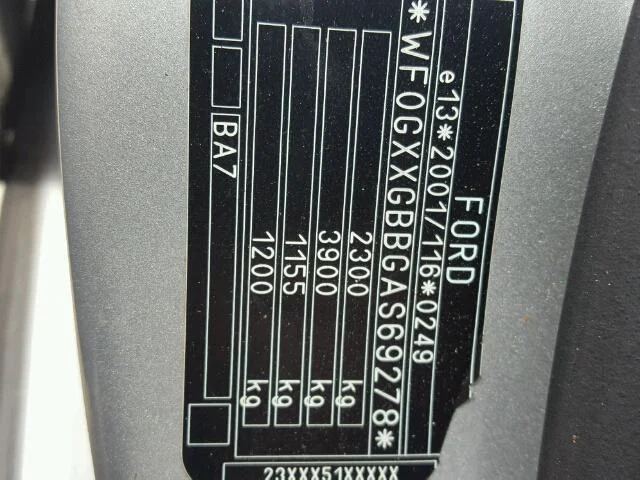 FORD
e13*2001/116*0249
*WF0GXXGBBGAS69278*
2300 kg
3900 kg
1155 kg
1200 kg
BA7
23XXX51XXXXX